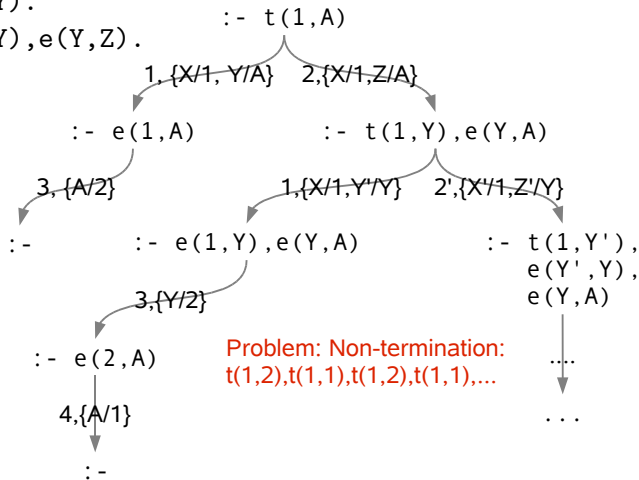 Y).
Y),e(Y,Z).
:- t(1,A)
1, {X/1, Y/A} 2,{X/1,Z/A}
:- e(1,A) :- t(1,Y),e(Y,A)
3, {A/2} 1,{X/1,Y'/Y} 2',{X'/1,Z'/Y}
:- :- e(1,Y),e(Y,A) :- t(1,Y'),
e(Y',Y),
e(Y,A)
3,{Y/2}
:- e(2,A)
Problem: Non-termination:
t(1,2),t(1,1),t(1,2),t(1,1),...
....
4,{A/1}
...
:-